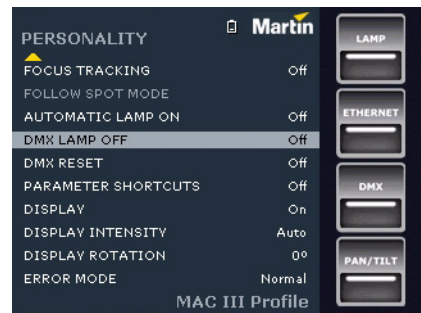 PERSONALITY
Martin
FOCUS TRACKING Off
FOLLOW SPOT MODE
AUTOMATIC LAMP ON Off
DMX LAMP OFF Off
DMX RESET Off
PARAMETER SHORTCUTS Off
DISPLAY On
DISPLAY INTENSITY Auto
DISPLAY ROTATION 0º
ERROR MODE Normal
MAC III Profile
LAMP
ETHERNET
DMX
PAN/TILT